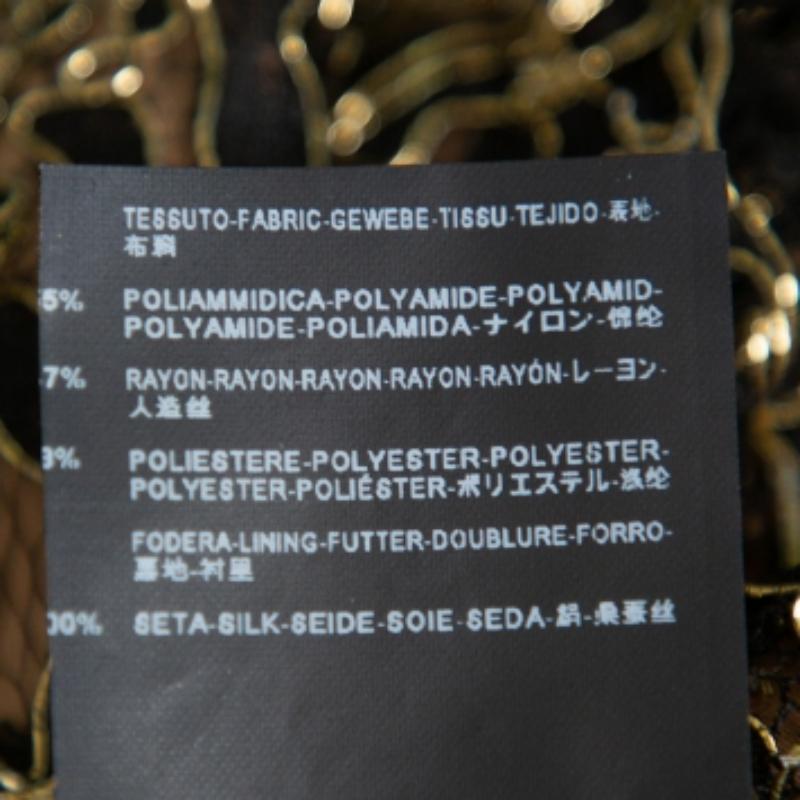 TESSUTO-FABRIC-GEWEBE-TISSU-TEJIDO-表地-
布料
5% POLIAMMIDICA-POLYAMIDE-POLYAMID-
POLYAMIDE-POLIAMIDA-ナイロン-锦纶
7% RAYON-RAYON-RAYON-RAYON-RAYÓN-レーヨン-
人造丝
% POLIESTERE-POLYESTER-POLYESTER-
POLYESTER-POLIÉSTER-ポリエステル-涤纶
FODERA-LINING-FUTTER-DOUBLURE-FORRO-
裏地-衬里
00% SETA-SILK-SEIDE-SOIE-SEDA-絹-桑蚕丝